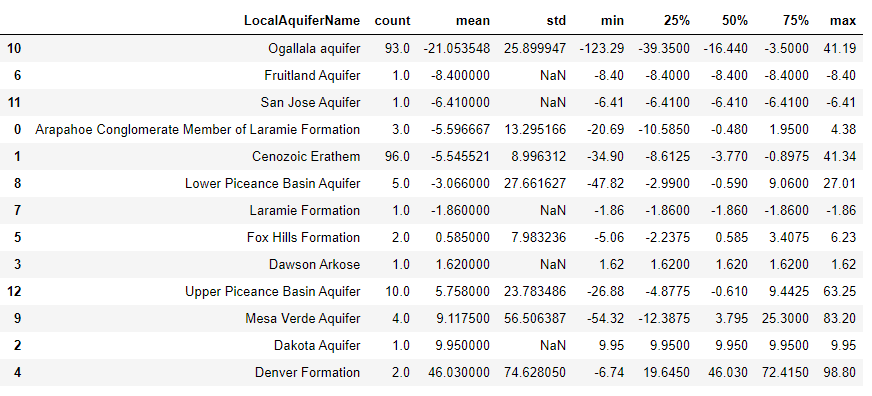 LocalAquiferName count mean std min 25% 50% 75% max
10 Ogallala aquifer 93.0 -21.053548 25.899947 -123.29 -39.3500 -16.440 -3.5000 41.19
6 Fruitland Aquifer 1.0 -8.400000 NaN -8.40 -8.4000 -8.400 -8.4000 -8.40
11 San Jose Aquifer 1.0 -6.410000 NaN -6.41 -6.4100 -6.410 -6.4100 -6.41
0 Arapahoe Conglomerate Member of Laramie Formation 3.0 -5.596667 13.295166 -20.69 -10.5850 -0.480 1.9500 4.38
1 Cenozoic Erathem 96.0 -5.545521 8.996312 -34.90 -8.6125 -3.770 -0.8975 41.34
8 Lower Piceance Basin Aquifer 5.0 -3.066000 27.661627 -47.82 -2.9900 -0.590 9.0600 27.01
7 Laramie Formation 1.0 -1.860000 NaN -1.86 -1.8600 -1.860 -1.8600 -1.86
5 Fox Hills Formation 2.0 0.585000 7.983236 -5.06 -2.2375 0.585 3.4075 6.23
3 Dawson Arkose 1.0 1.620000 NaN 1.62 1.6200 1.620 1.6200 1.62
12 Upper Piceance Basin Aquifer 10.0 5.758000 23.783486 -26.88 -4.8775 -0.610 9.4425 63.25
9 Mesa Verde Aquifer 4.0 9.117500 56.506387 -54.32 -12.3875 3.795 25.3000 83.20
2 Dakota Aquifer 1.0 9.950000 NaN 9.95 9.9500 9.950 9.9500 9.95
4 Denver Formation 2.0 46.030000 74.628050 -6.74 19.6450 46.030 72.4150 98.80